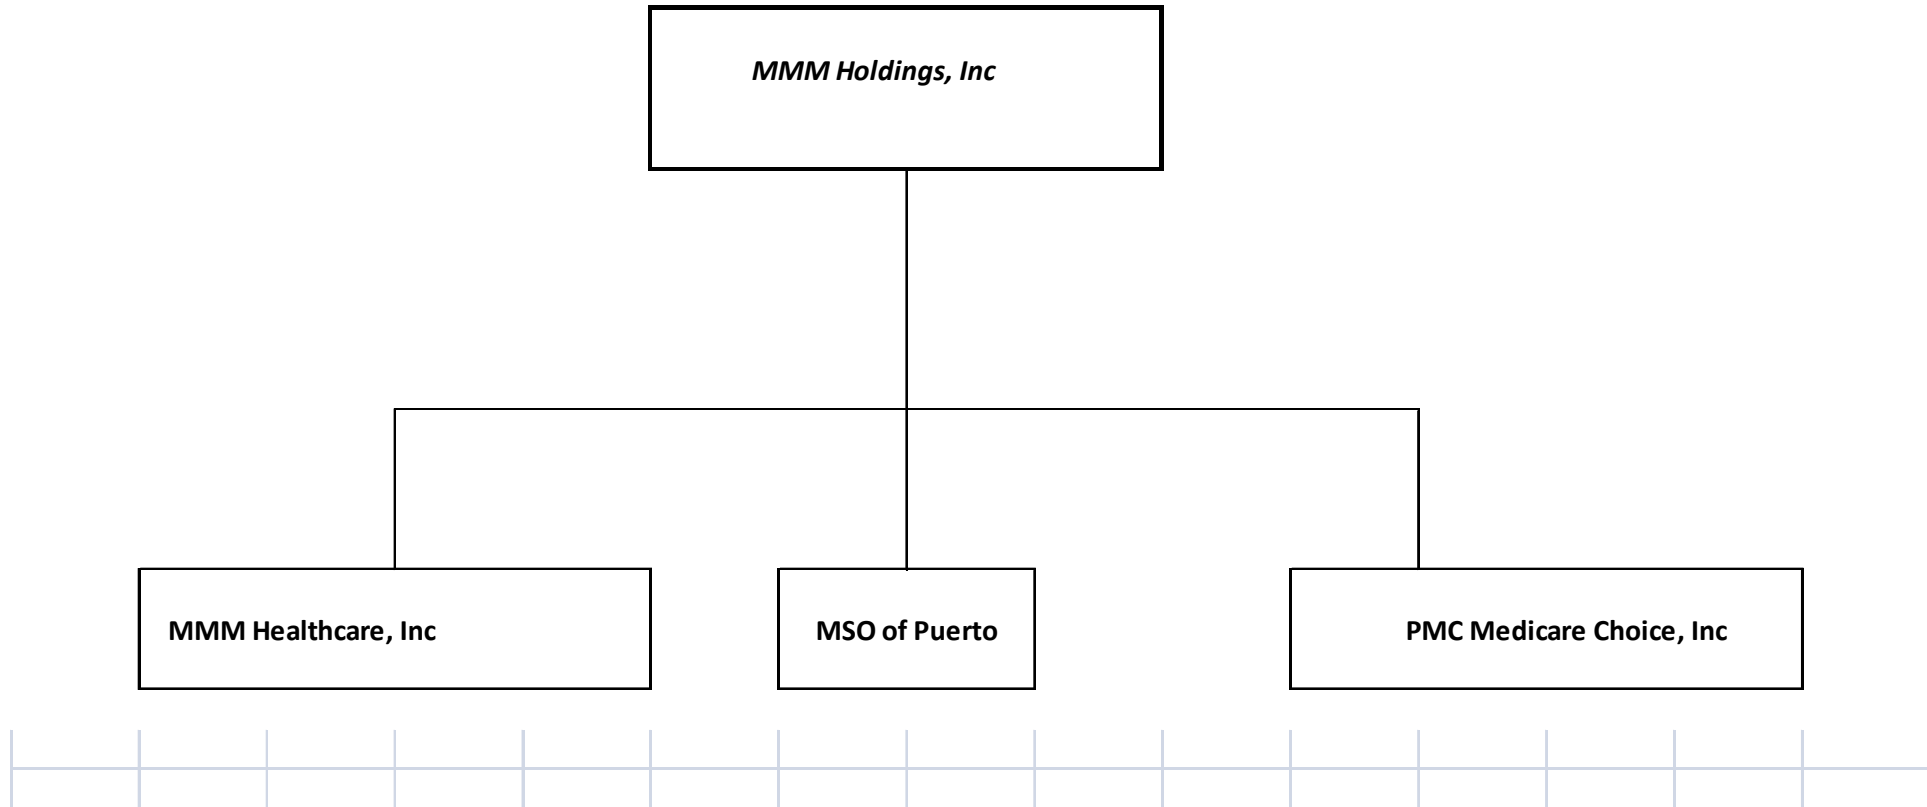 MMM Holdings, Inc
MMM Healthcare, Inc
MSO of Puerto
PMC Medicare Choice, Inc